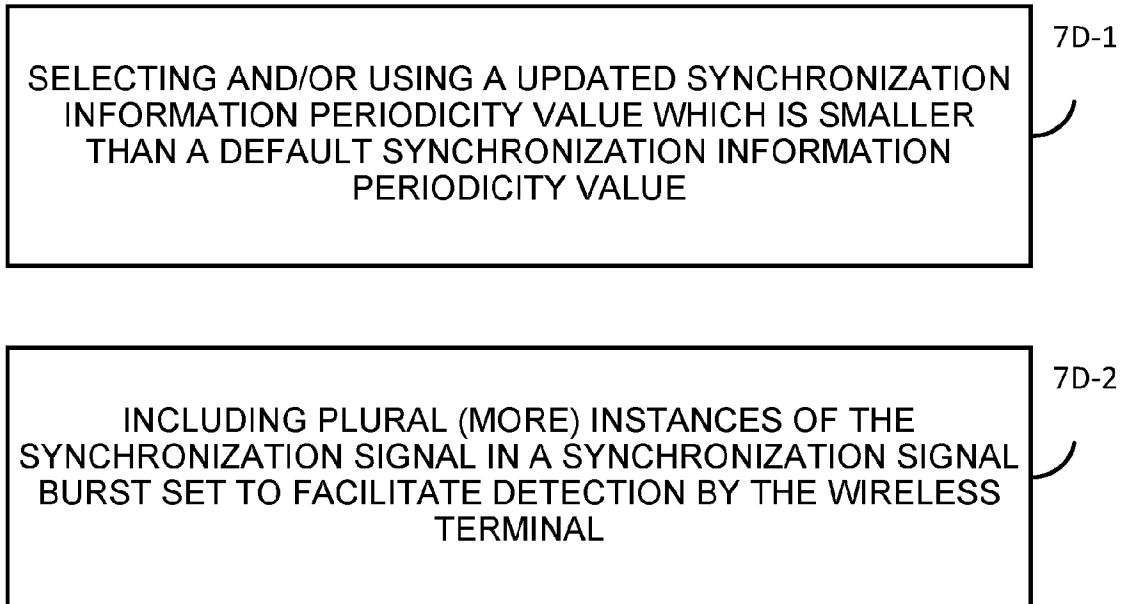 7D-1
SELECTING AND/OR USING A UPDATED SYNCHRONIZATION
INFORMATION PERIODICITY VALUE WHICH IS SMALLER
THAN A DEFAULT SYNCHRONIZATION INFORMATION
PERIODICITY VALUE
7D-2
INCLUDING PLURAL (MORE) INSTANCES OF THE
SYNCHRONIZATION SIGNAL IN A SYNCHRONIZATION SIGNAL
BURST SET TO FACILITATE DETECTION BY THE WIRELESS
TERMINAL